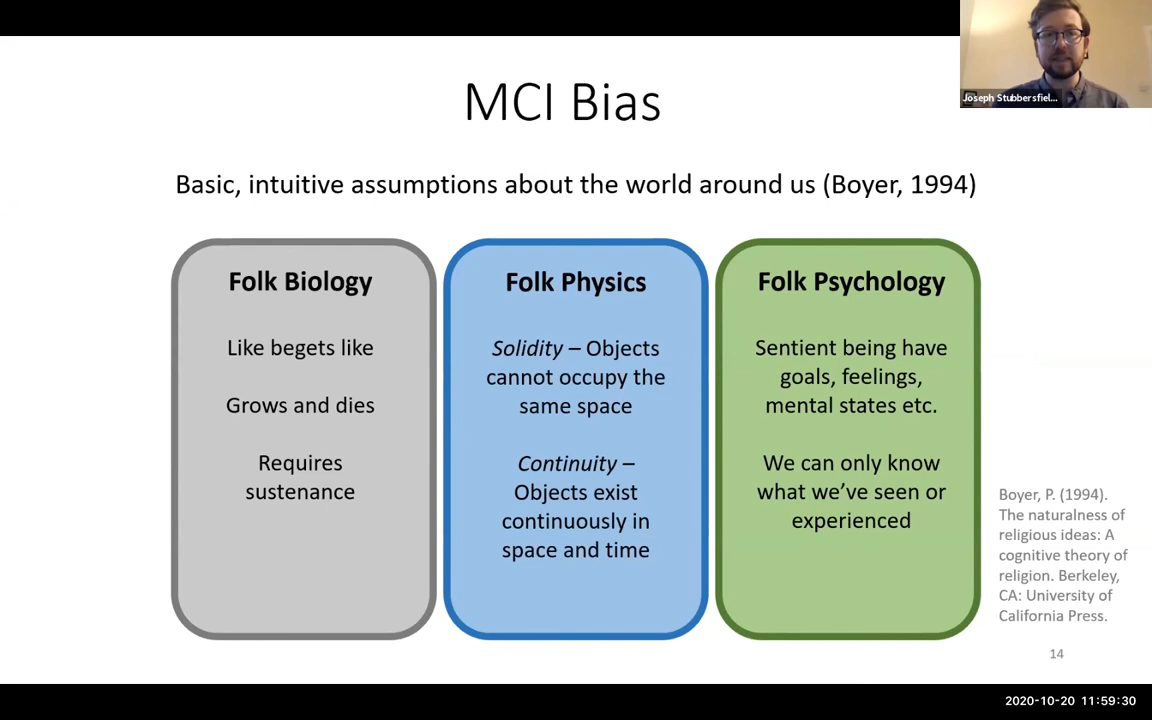 Joseph Stubbersfiel...
MCI Bias
Basic, intuitive assumptions about the world around us (Boyer, 1994)
Folk Biology
Like begets like
Grows and dies
Requires
sustenance
Folk Physics
Solidity – Objects
cannot occupy the
same space
Continuity –
Objects exist
continuously in
space and time
Folk Psychology
Sentient being have
goals, feelings,
mental states etc.
We can only know
what we’ve seen or
experienced
Boyer, P. (1994).
The naturalness of
religious ideas: A
cognitive theory of
religion. Berkeley,
CA: University of
California Press.
14
2020-10-20 11:59:30